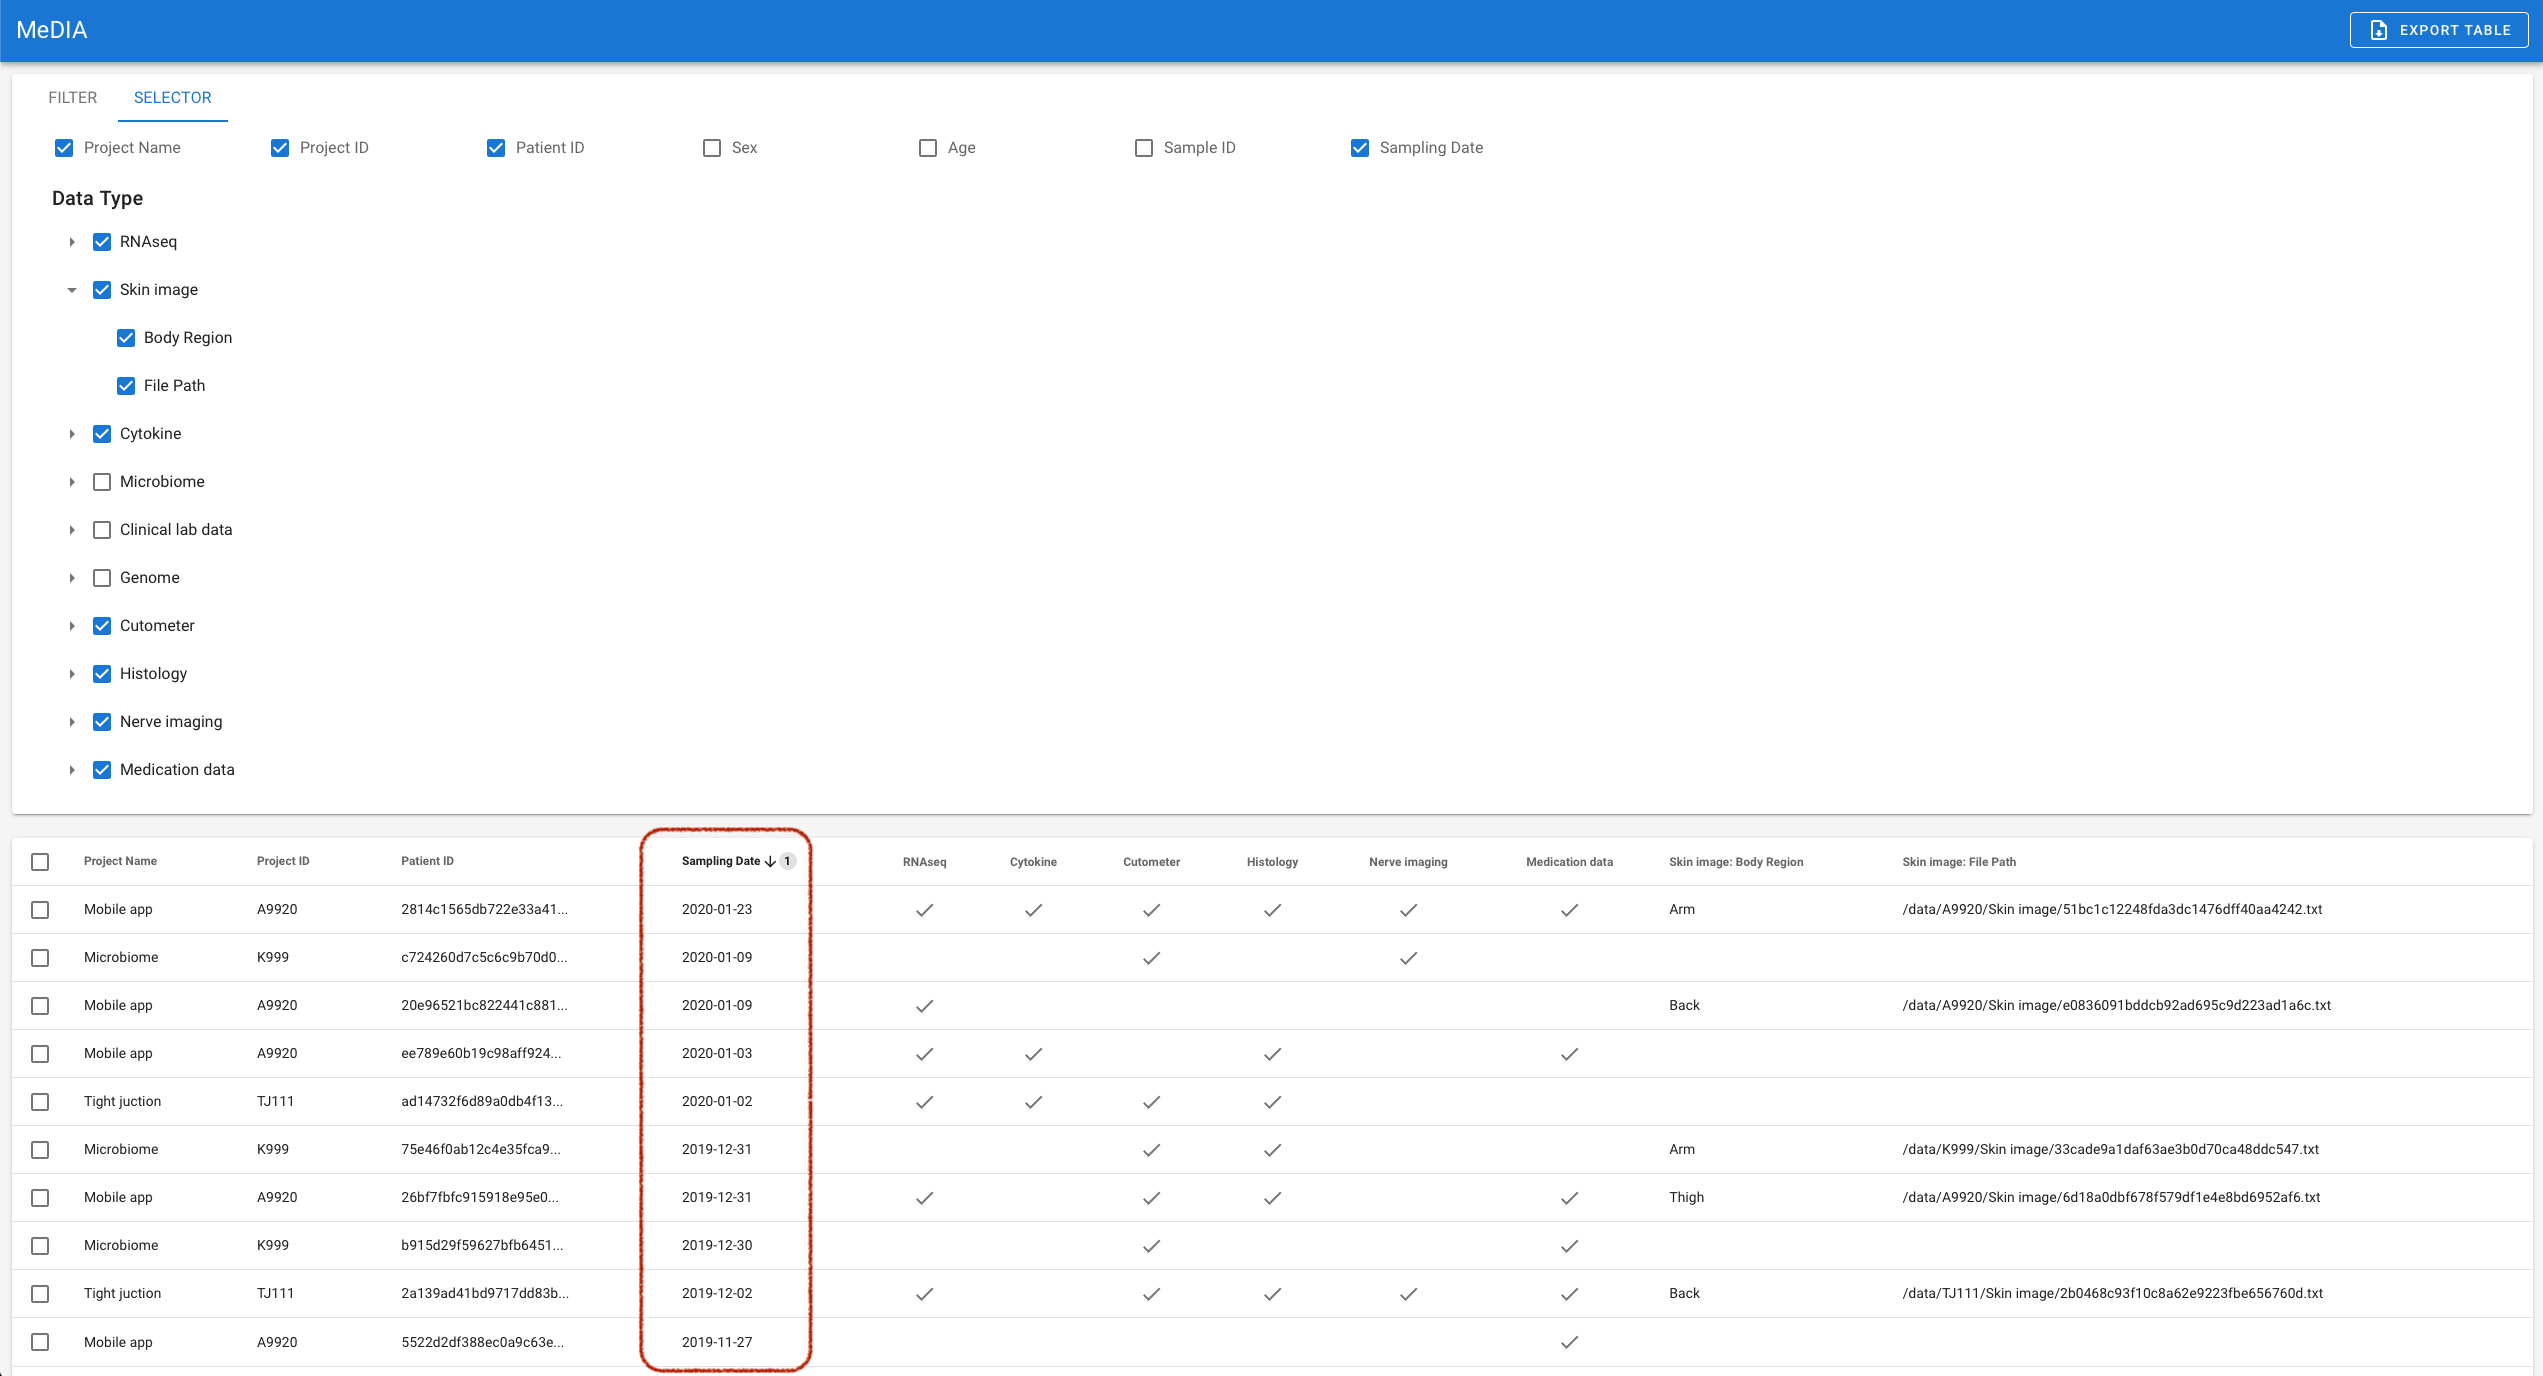 MeDIA
EXPORT TABLE
FILTER SELECTOR
Project Name Project ID Patient ID Sex Age Sample ID Sampling Date
Data Type
RNAseq
Skin image
Body Region
File Path
Cytokine
Microbiome
Clinical lab data
Genome
Cutometer
Histology
Nerve imaging
Medication data
Project Name Project ID Patient ID Sampling Date 1 RNAseq Cytokine Cutometer Histology Nerve imaging Medication data Skin image: Body Region Skin image: File Path
Mobile app A9920 2814c1565db722e33a41... 2020-01-23 Arm /data/A9920/Skin image/51bc1c12248fda3dc1476dff40aa4242.txt
Microbiome K999 c724260d7c5c6c9b70d0... 2020-01-09
Mobile app A9920 20e96521bc822441c881... 2020-01-09 Back /data/A9920/Skin image/e0836091bddcb92ad695c9d223ad1a6c.txt
Mobile app A9920 ee789e60b19c98aff924... 2020-01-03
Tight juction TJ111 ad14732f6d89a0db4f13... 2020-01-02
Microbiome K999 75e46f0ab12c4e35fca9... 2019-12-31 Arm /data/K999/Skin image/33cade9a1daf63ae3b0d70ca48ddc547.txt
Mobile app A9920 26bf7fbfc915918e95e0... 2019-12-31 Thigh /data/A9920/Skin image/6d18a0dbf678f579df1e4e8bd6952af6.txt
Microbiome K999 b915d29f59627bfb6451... 2019-12-30
Tight juction TJ111 2a139ad41bd9717dd83b... 2019-12-02 Back /data/TJ111/Skin image/2b0468c93f10c8a62e9223fbe656760d.txt
Mobile app A9920 5522d2df388ec0a9c63e... 2019-11-27